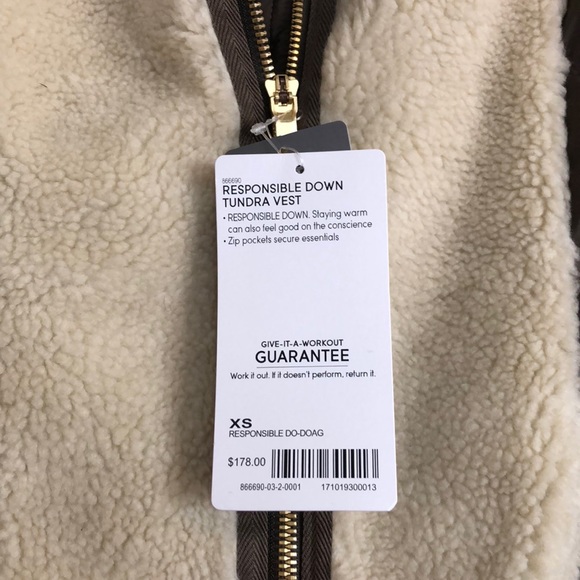 866690
RESPONSIBLE DOWN
TUNDRA VEST
• RESPONSIBLE DOWN. Staying warm
can also feel good on the conscience
• Zip pockets secure essentials
GIVE-IT-A-WORKOUT
GUARANTEE
Work it out. If it doesn't perform, return it.
XS
RESPONSIBLE DO-DOAG
$178.00
866690-03-2-0001 171019300013